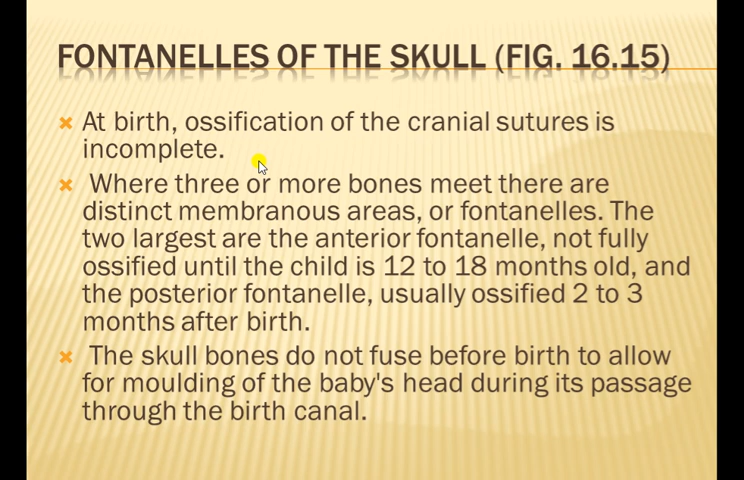 FONTANELLES OF THE SKULL (FIG. 16.15)
At birth, ossification of the cranial sutures is
incomplete.
Where three or more bones meet there are
distinct membranous areas, or fontanelles. The
two largest are the anterior fontanelle, not fully
ossified until the child is 12 to 18 months old, and
the posterior fontanelle, usually ossified 2 to 3
months after birth.
The skull bones do not fuse before birth to allow
for moulding of the baby's head during its passage
through the birth canal.